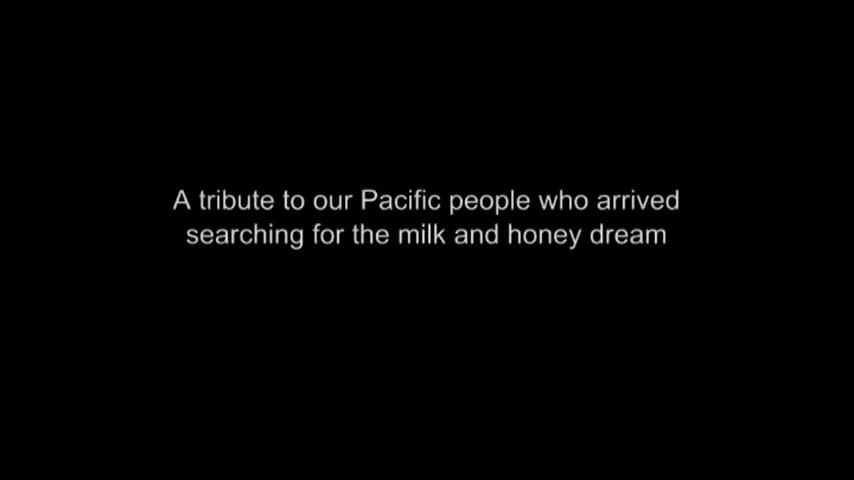 A tribute to our Pacific people who arrived
searching for the milk and honey dream